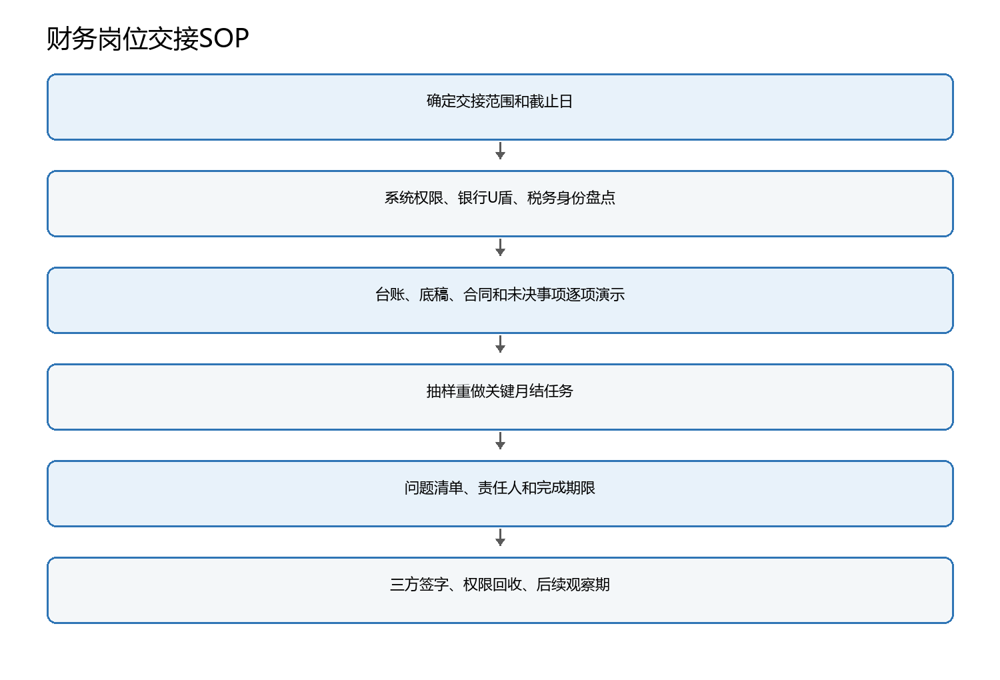 财务岗位交接SOP
确定交接范围和截止日
系统权限、银行U盾、税务身份盘点
台账、底稿、合同和未决事项逐项演示
抽样重做关键月结任务
问题清单、责任人和完成期限
三方签字、权限回收、后续观察期